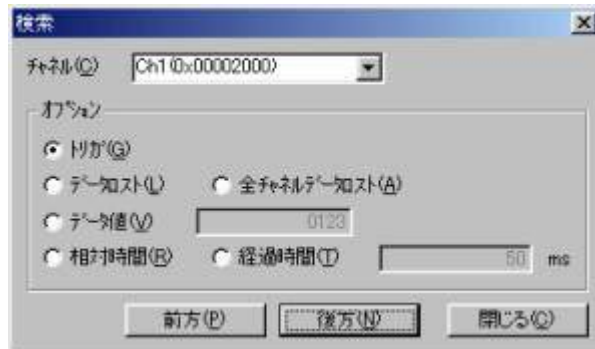 検索
チャネル(C) Ch1(0x00002000)
オプション
トリガ(G)
データロスト(L) 全チャネルデータロスト(A)
データ値(V) 0123
相対時間(R) 経過時間(T) 50 ms
前方(P) 後方(N) 閉じる(C)